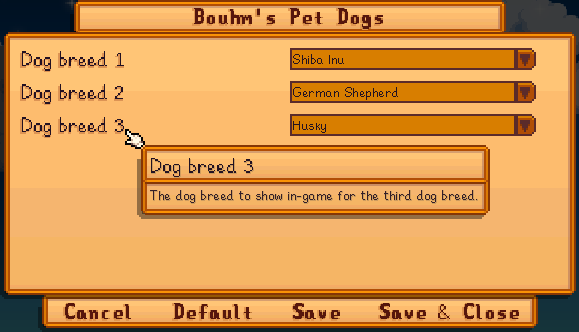 Bouhm's Pet Dogs
Dog breed 1
Shiba Inu
Dog breed 2
German Shepherd
Dog breed 3
Husky
Dog breed 3
The dog breed to show in-game for the third dog breed.
Cancel Default Save Save & Close